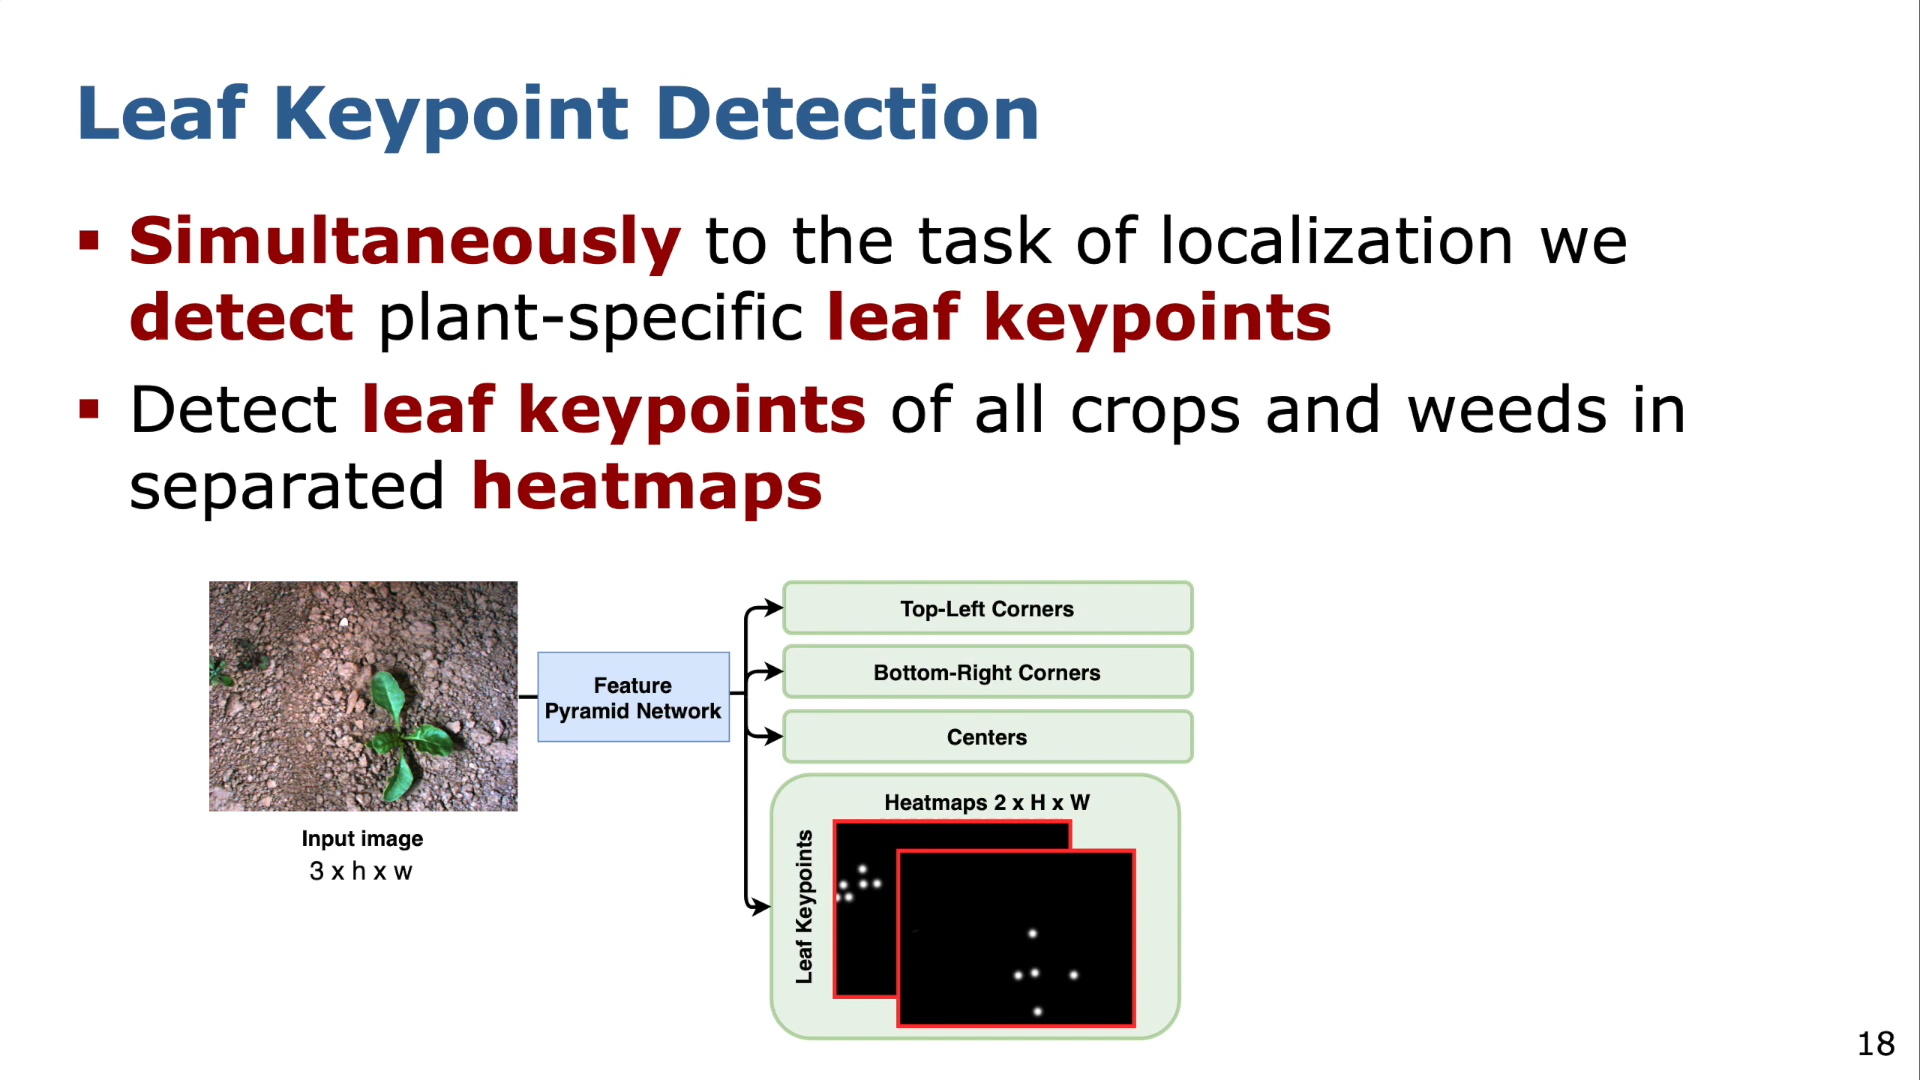 Leaf Keypoint Detection
▪ Simultaneously to the task of localization we
detect plant-specific leaf keypoints
▪ Detect leaf keypoints of all crops and weeds in
separated heatmaps
Input image
3 x h x w
Feature
Pyramid Network
Top-Left Corners
Bottom-Right Corners
Centers
Heatmaps 2 x H x W
Leaf Keypoints
18